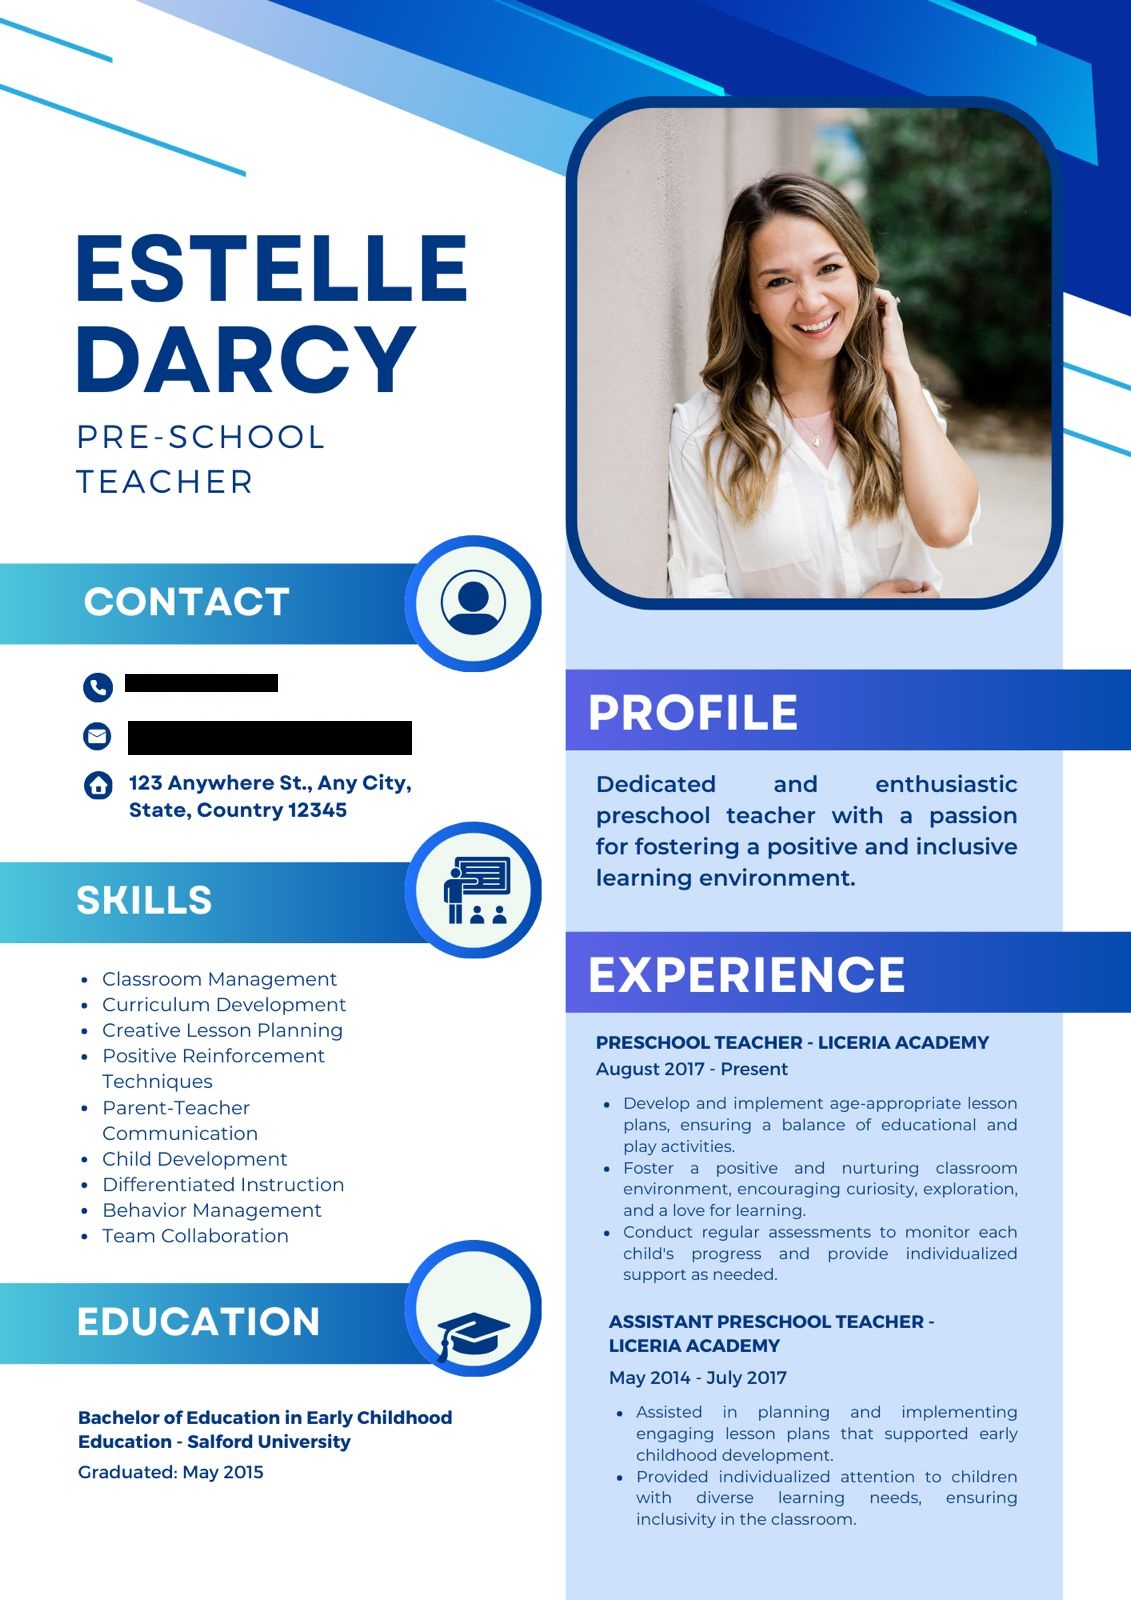 ESTELLE
DARCY
PRE-SCHOOL
TEACHER
CONTACT
123 Anywhere St., Any City,
State, Country 12345
SKILLS
Classroom Management
Curriculum Development
Creative Lesson Planning
Positive Reinforcement
Techniques
Parent-Teacher
Communication
Child Development
Differentiated Instruction
Behavior Management
Team Collaboration
EDUCATION
Bachelor of Education in Early Childhood
Education - Salford University
Graduated: May 2015
PROFILE
Dedicated and enthusiastic
preschool teacher with a passion
for fostering a positive and inclusive
learning environment.
EXPERIENCE
PRESCHOOL TEACHER - LICERIA ACADEMY
August 2017 - Present
Develop and implement age-appropriate lesson
plans, ensuring a balance of educational and
play activities.
Foster a positive and nurturing classroom
environment, encouraging curiosity, exploration,
and a love for learning.
Conduct regular assessments to monitor each
child's progress and provide individualized
support as needed.
ASSISTANT PRESCHOOL TEACHER -
LICERIA ACADEMY
May 2014 - July 2017
Assisted in planning and implementing
engaging lesson plans that supported early
childhood development.
Provided individualized attention to children
with diverse learning needs, ensuring
inclusivity in the classroom.